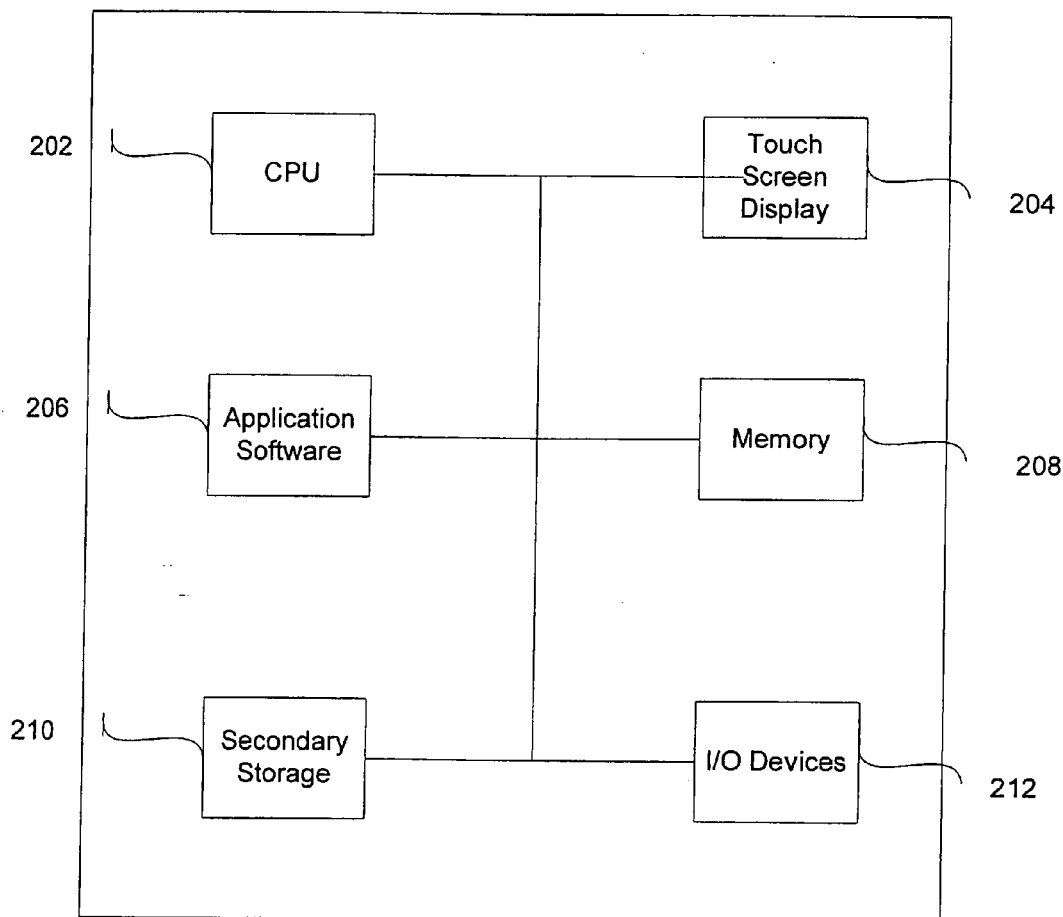 202
CPU
Touch
Screen
Display
204
206
Application
Software
Memory
208
210
Secondary
Storage
I/O Devices
212